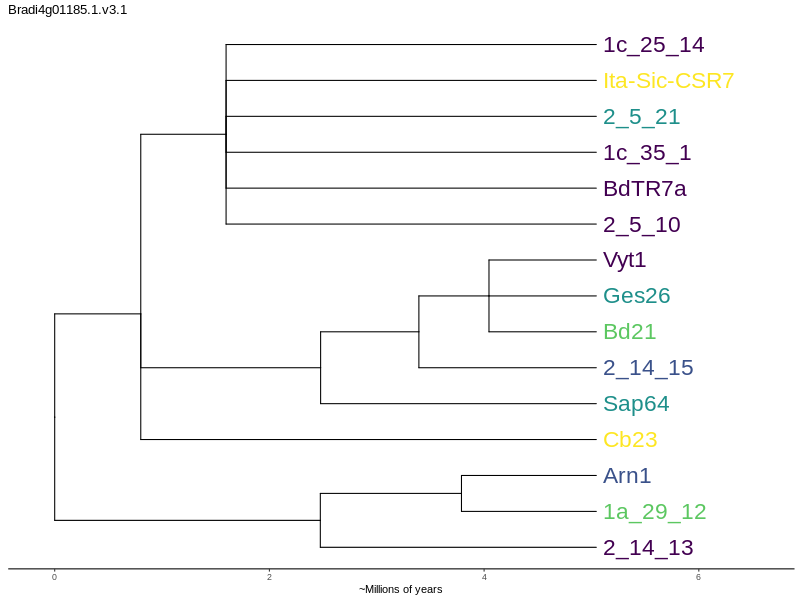 Bradi4g01185.1.v3.1
1c_25_14
Ita-Sic-CSR7
2_5_21
1c_35_1
BdTR7a
2_5_10
Vyt1
Ges26
Bd21
2_14_15
Sap64
Cb23
Arn1
1a_29_12
2_14_13
0 2 4 6
~Millions of years